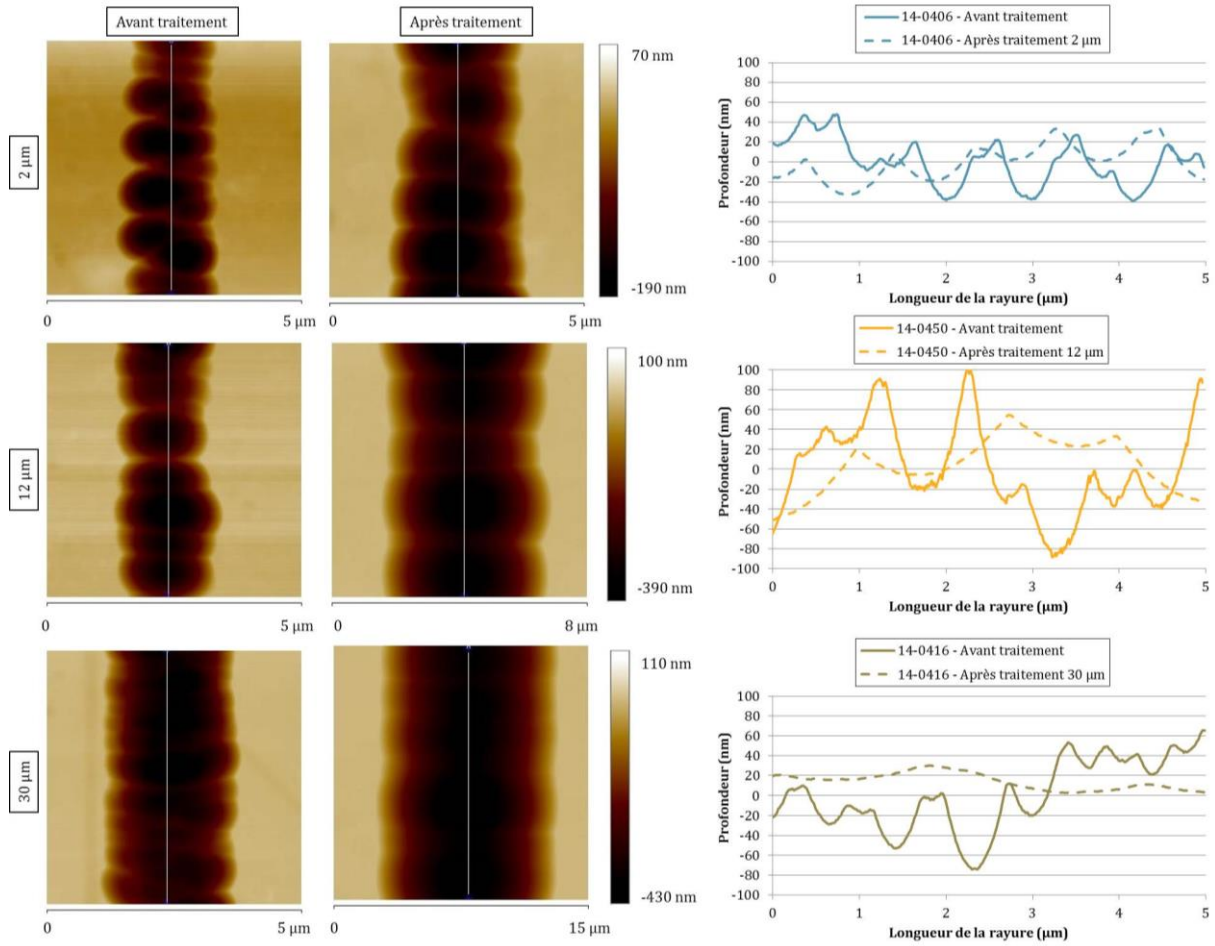 Avant traitement
Après traitement
2 µm
70 nm
-190 nm
0
5 µm
0
5 µm
14-0406 - Avant traitement
14-0406 - Après traitement 2 µm
Profondeur (nm)
100
80
60
40
20
0
-20
-40
-60
-80
-100
0
1
2
3
4
5
Longueur de la rayure (µm)
12 µm
100 nm
-390 nm
0
5 µm
0
8 µm
14-0450 - Avant traitement
14-0450 - Après traitement 12 µm
Profondeur (nm)
100
80
60
40
20
0
-20
-40
-60
-80
-100
0
1
2
3
4
5
Longueur de la rayure (µm)
30 µm
110 nm
-430 nm
0
5 µm
0
15 µm
14-0416 - Avant traitement
14-0416 - Après traitement 30 µm
Profondeur (nm)
100
80
60
40
20
0
-20
-40
-60
-80
-100
0
1
2
3
4
5
Longueur de la rayure (µm)